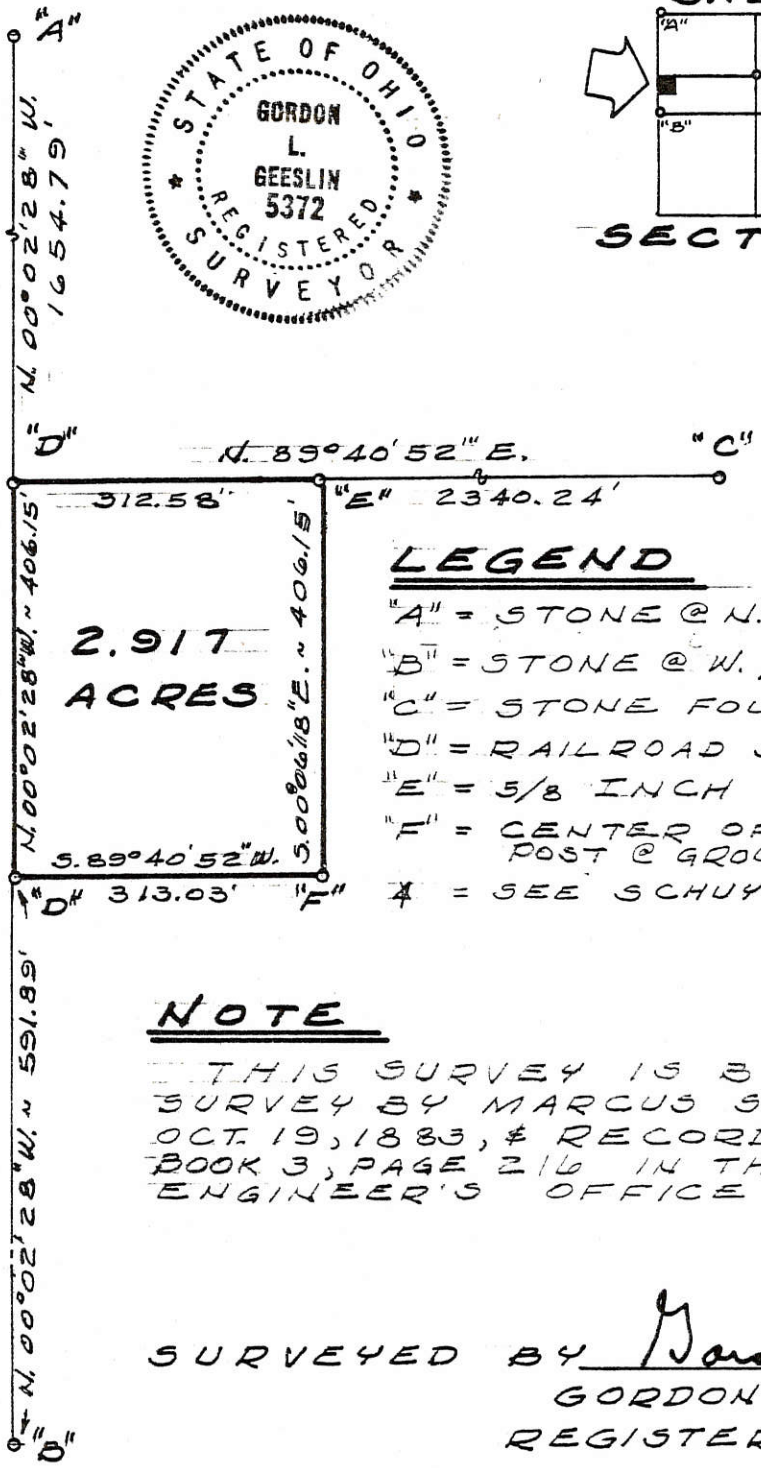 "A"
N. 00°02'28" W.
1654.79'
STATE OF OHIO
GORDON
L.
GEESLIN
5372
REGISTERED
* SURVEYOR *
"A"
"B"
SECT
"D"
N. 89°40'52" E.
"C"
312.58'
"E"
2340.24'
N. 00°02'28" W. ~ 406.15'
2.917
ACRES
S. 00°06'18" E. ~ 406.15'
S. 89°40'52" W.
"D"
313.03'
"F"
LEGEND
"A" = STONE @ N.
"B" = STONE @ W.
"C" = STONE FOU
"D" = RAILROAD
"E" = 5/8 INCH
"F" = CENTER OF
POST @ GROU
= SEE SCHUY
N. 00°02'28" W. ~ 591.89'
"B"
NOTE
THIS SURVEY IS B
SURVEY BY MARCUS S
OCT. 19, 1883, & RECORD
BOOK 3, PAGE 216 IN TH
ENGINEER'S OFFICE
SURVEYED BY
GORDON
REGISTER